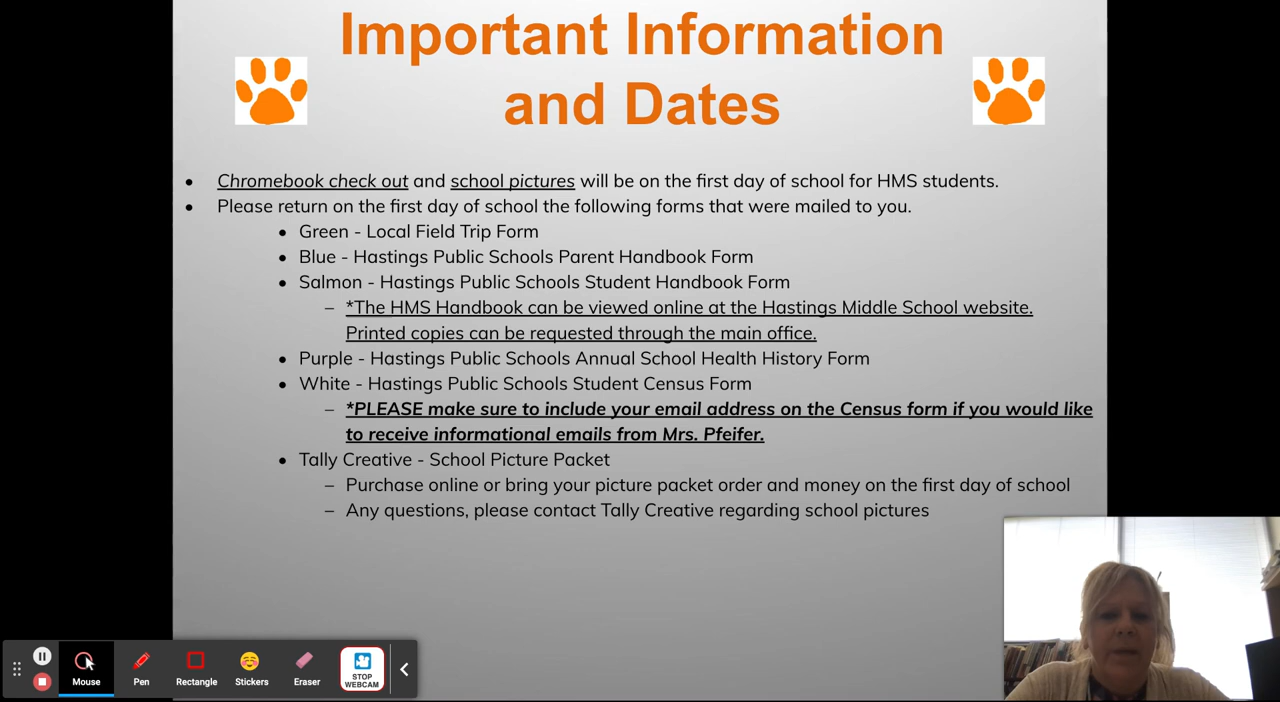 Important Information
and Dates
• Chromebook check out and school pictures will be on the first day of school for HMS students.
• Please return on the first day of school the following forms that were mailed to you.
• Green - Local Field Trip Form
• Blue - Hastings Public Schools Parent Handbook Form
• Salmon - Hastings Public Schools Student Handbook Form
– *The HMS Handbook can be viewed online at the Hastings Middle School website.
Printed copies can be requested through the main office.
• Purple - Hastings Public Schools Annual School Health History Form
• White - Hastings Public Schools Student Census Form
– *PLEASE make sure to include your email address on the Census form if you would like
to receive informational emails from Mrs. Pfeifer.
• Tally Creative - School Picture Packet
– Purchase online or bring your picture packet order and money on the first day of school
– Any questions, please contact Tally Creative regarding school pictures
Mouse
Pen
Rectangle
Stickers
Eraser
STOP
WEBCAM